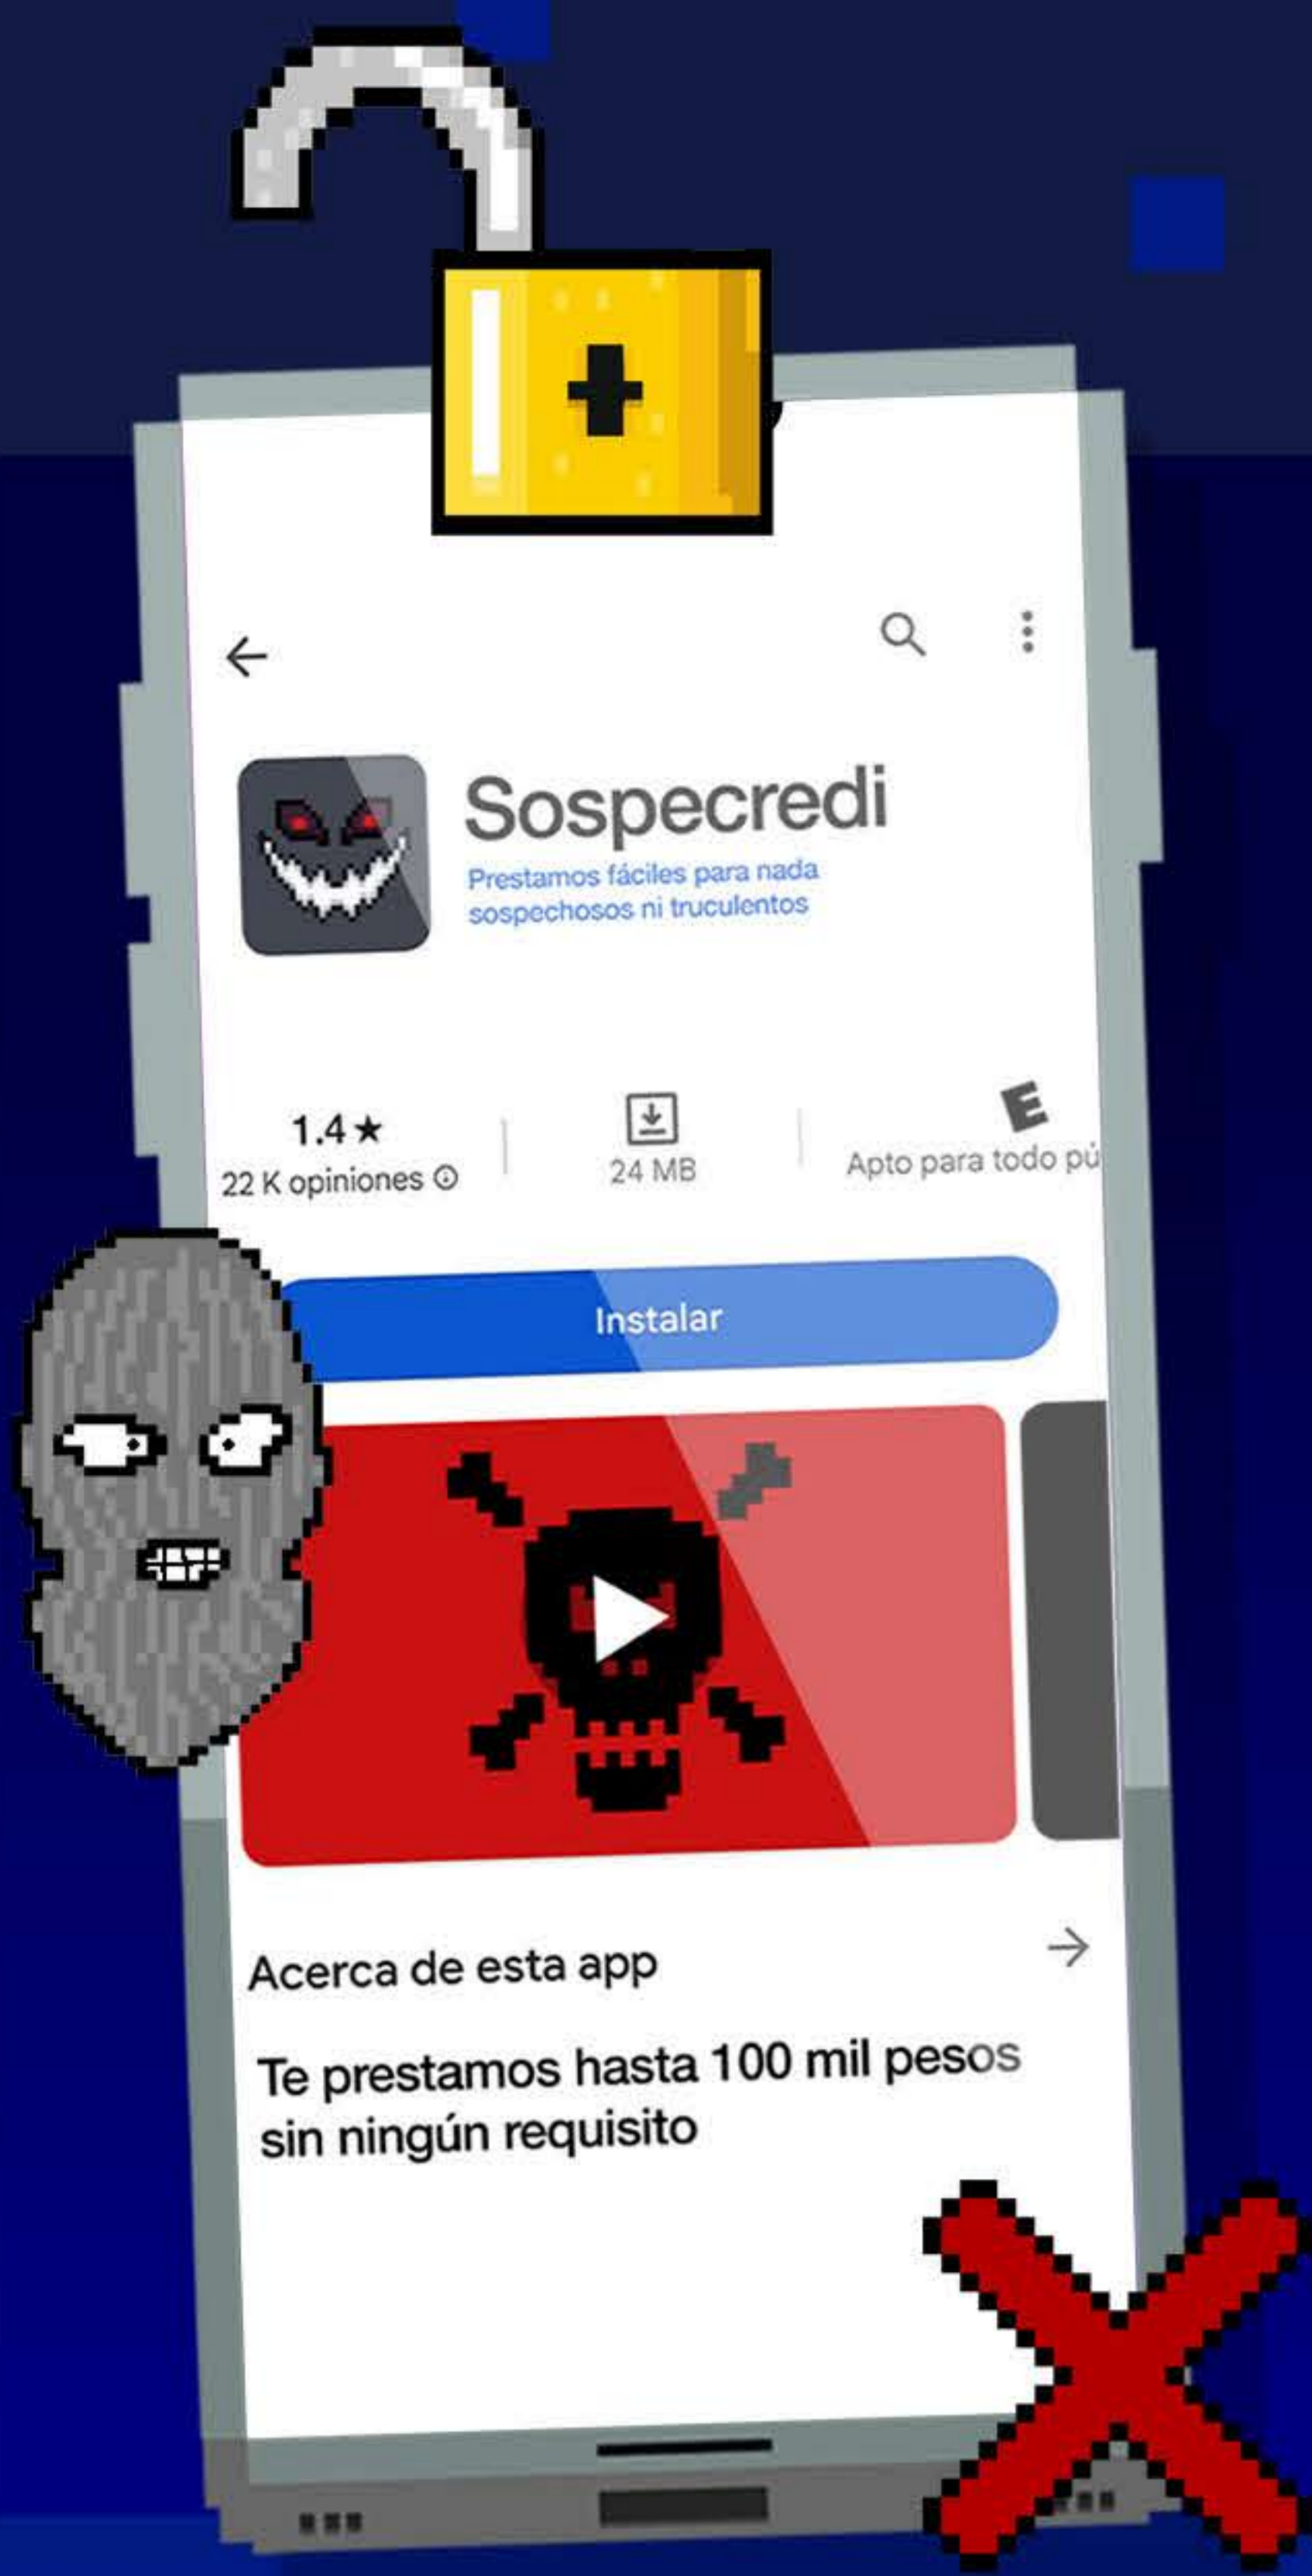 Sospecredi
Prestamos fáciles para nada
sospechosos ni truculentos
1.4★
22 K opiniones
24 MB
E
Apto para todo pú
Instalar
Acerca de esta app
Te prestamos hasta 100 mil pesos
sin ningún requisito